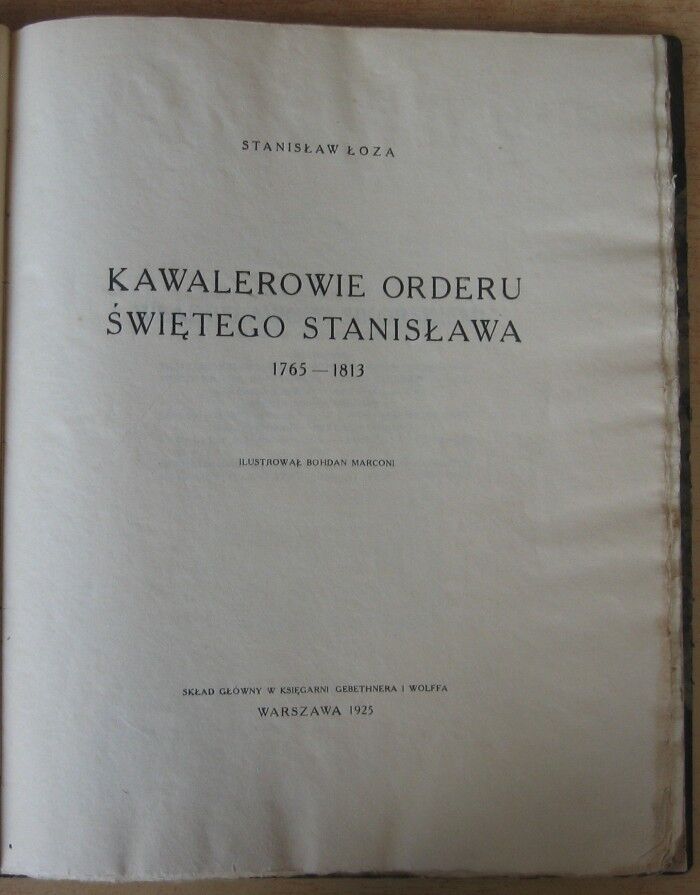 STANISŁAW ŁOZA
KAWALEROWIE ORDERU
ŚWIĘTEGO STANISŁAWA
1765 — 1813
ILUSTROWAŁ BOHDAN MARCONI
SKŁAD GŁÓWNY W KSIĘGARNI GEBETHNERA I WOLFFA
WARSZAWA 1925